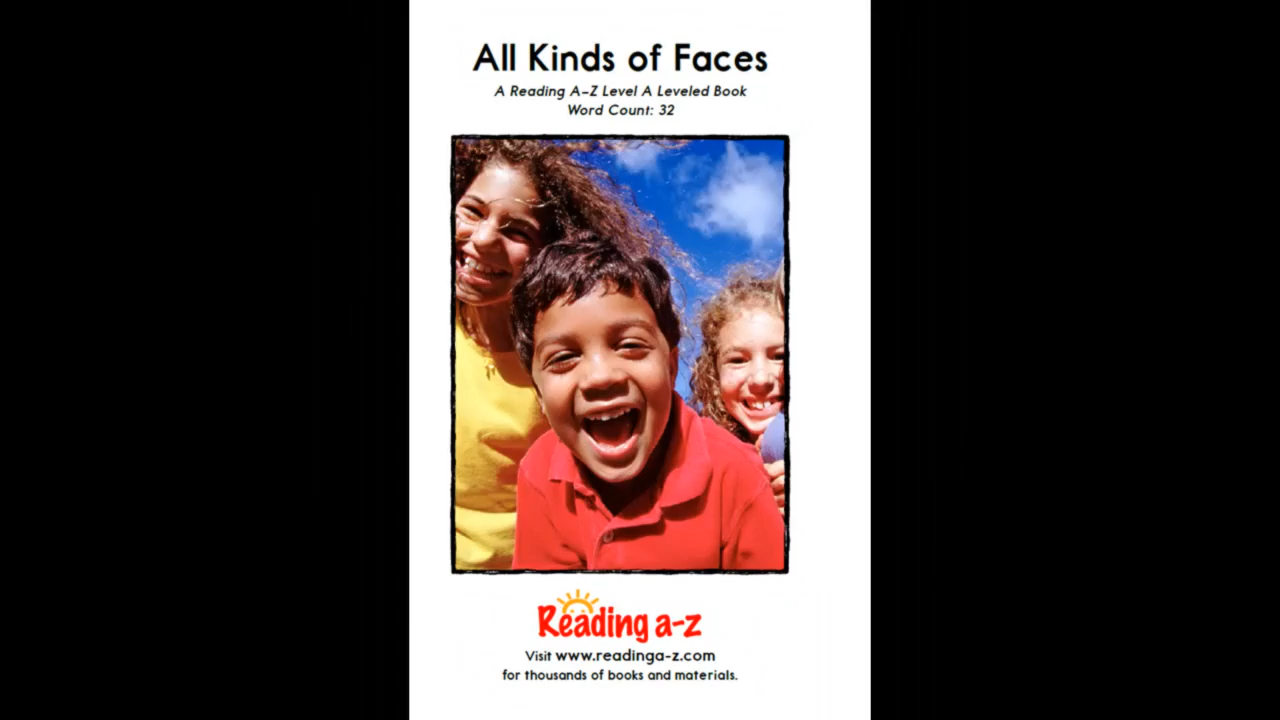 All Kinds of Faces
A Reading A–Z Level A Leveled Book
Word Count: 32
Reading a-z
Visit www.readinga-z.com
for thousands of books and materials.